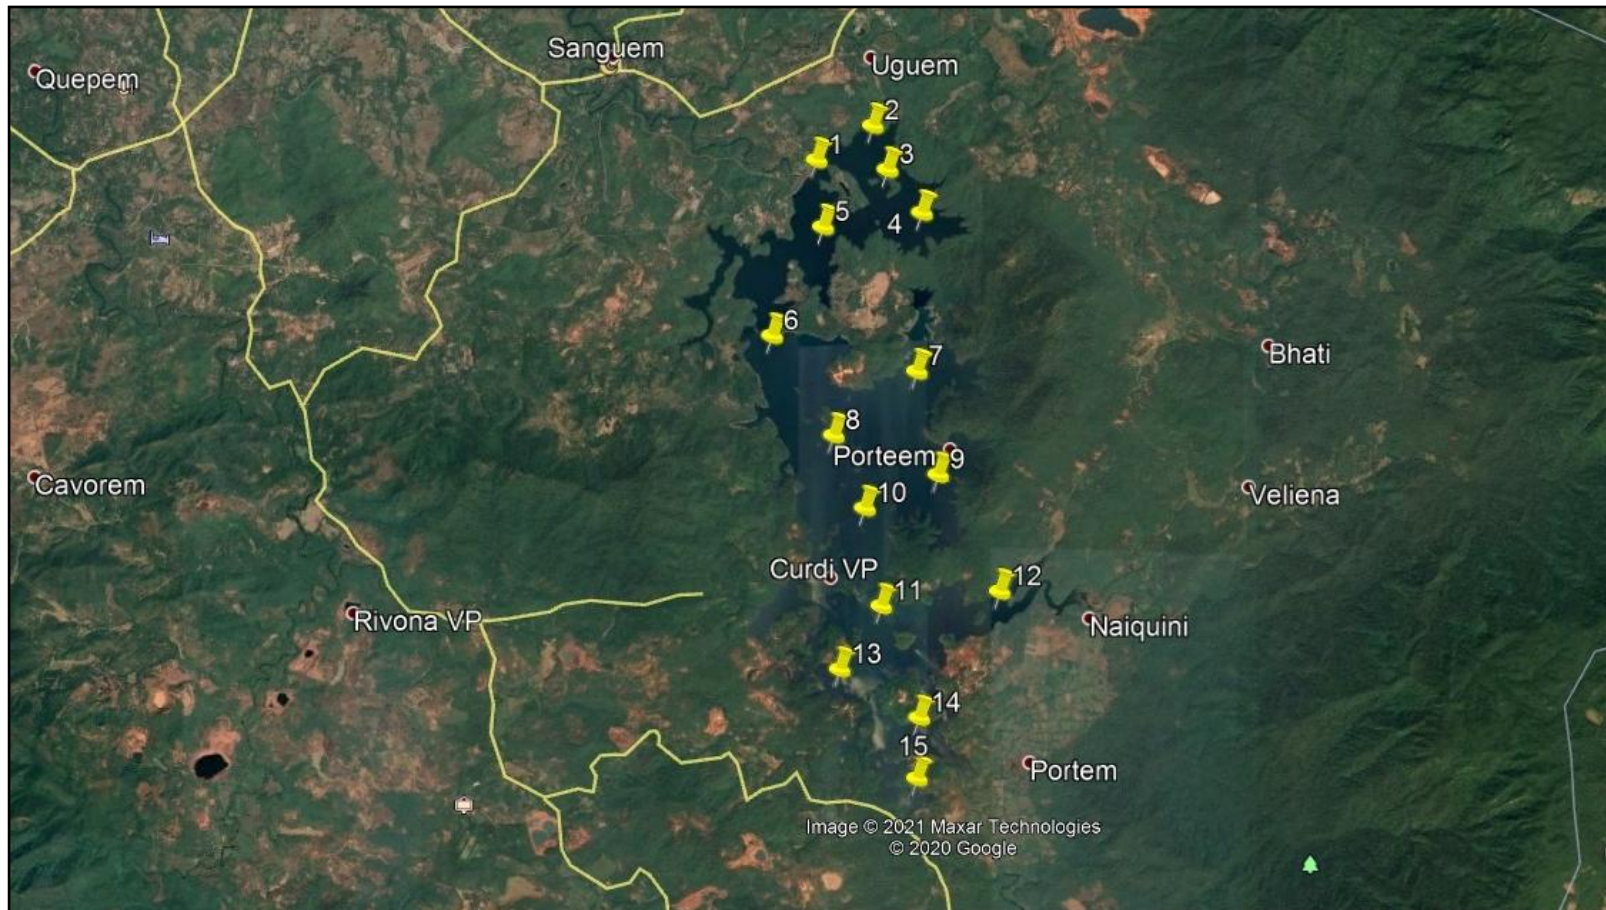 Sanguem
Uguem
Quepem
2
1
3
5
4
6
Bhati
7
8
Porteem
9
Cavorem
10
Veliena
Curdi VP
12
11
Rivona VP
Naiquini
13
14
15
Portem
Image © 2021 Maxar Technologies
© 2020 Google